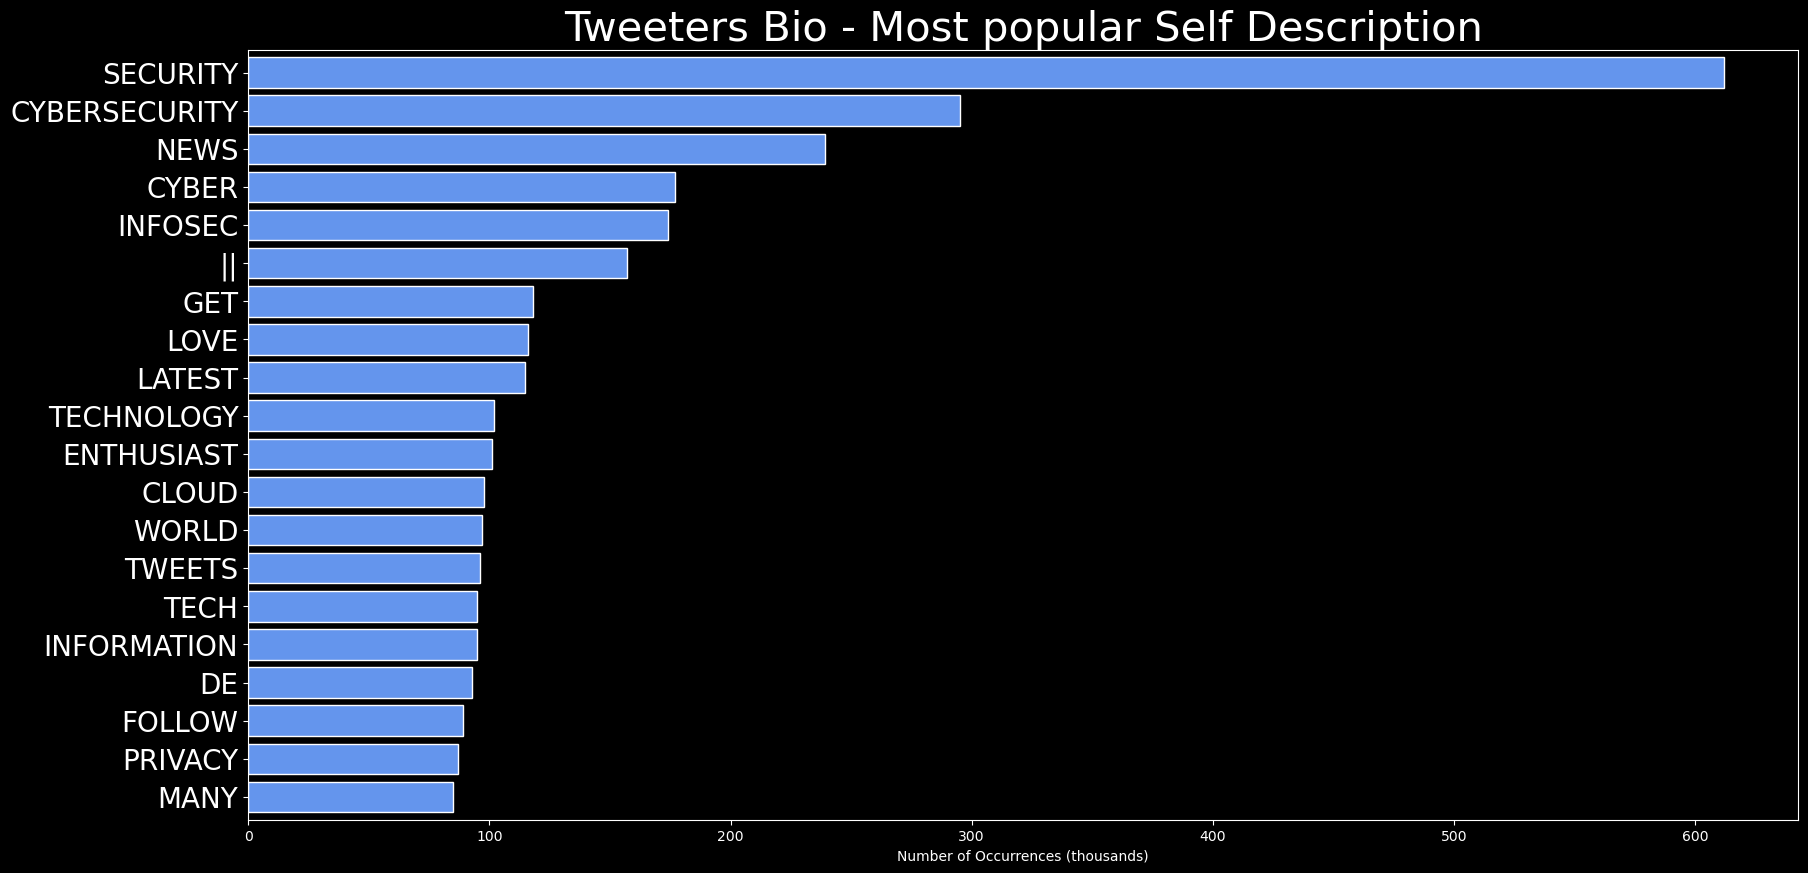 Tweeters Bio - Most popular Self Description
SECURITY
CYBERSECURITY
NEWS
CYBER
INFOSEC
||
GET
LOVE
LATEST
TECHNOLOGY
ENTHUSIAST
CLOUD
WORLD
TWEETS
TECH
INFORMATION
DE
FOLLOW
PRIVACY
MANY
0 100 200 300 400 500 600
Number of Occurrences (thousands)